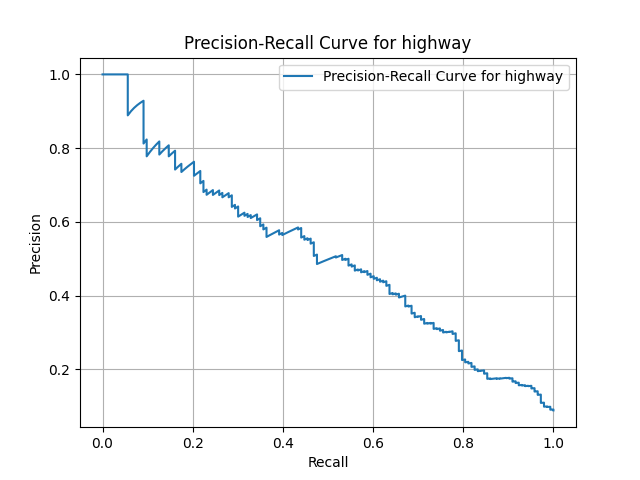 Precision-Recall Curve for highway
Precision-Recall Curve for highway
1.0
0.8
0.6
0.4
0.2
Precision
0.0 0.2 0.4 0.6 0.8 1.0
Recall